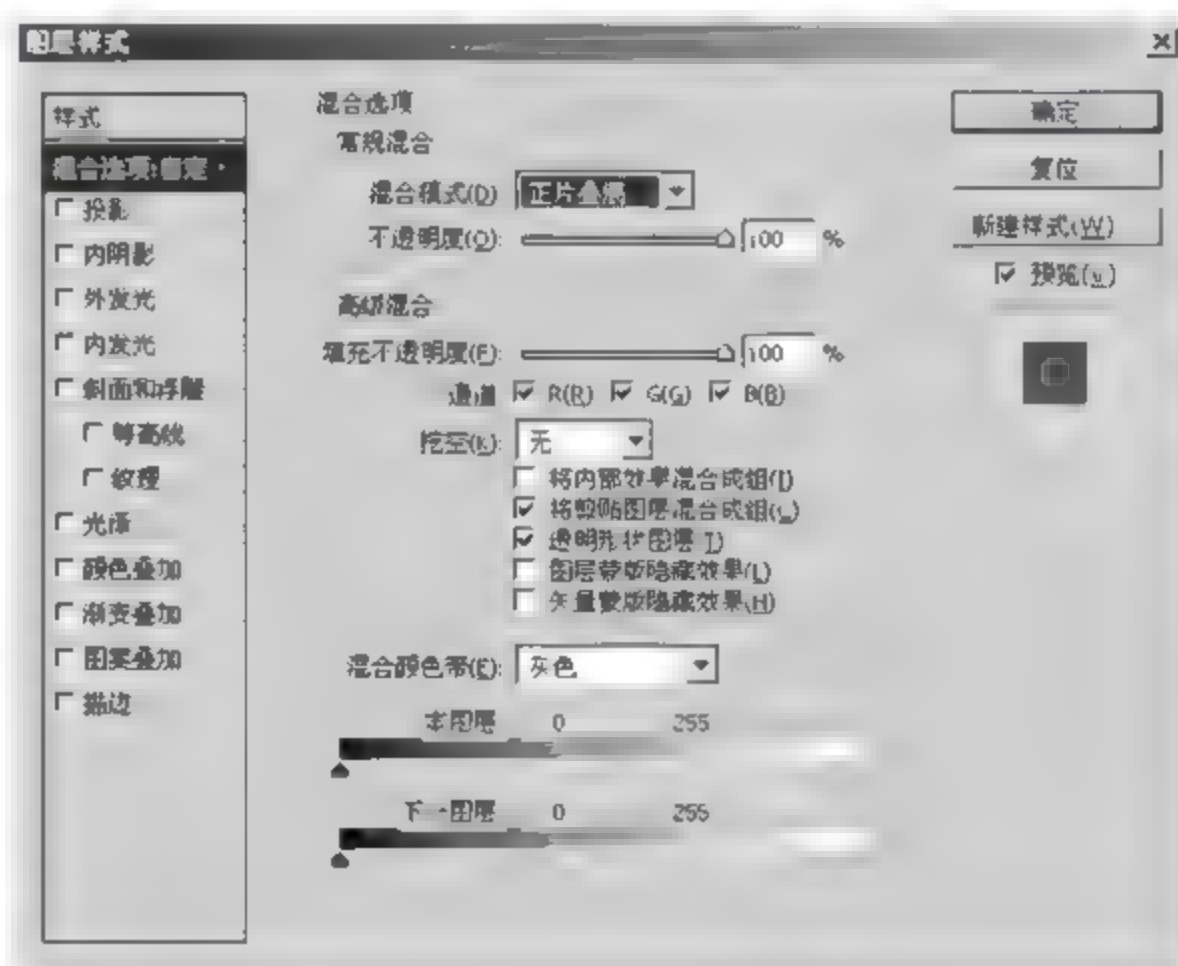 图层样式
样式
混合选项:自定
投影
内阴影
外发光
内发光
斜面和浮雕
等高线
纹理
光泽
颜色叠加
渐变叠加
图案叠加
描边
混合选项
常规混合
混合模式(D) 正片叠底
不透明度(O): 100 %
高级混合
填充不透明度(F): 100 %
通道 R(R) G(G) B(B)
挖空(K): 无
将内部效果混合成组(I)
将剪贴图层混合成组(
透明形状图层 T)
图层蒙版隐藏效果(L)
矢量蒙版隐藏效果(H)
混合颜色带(E): 灰色
本图层 0 255
下一图层 0 255
确定
复位
新建样式(W)
预览(